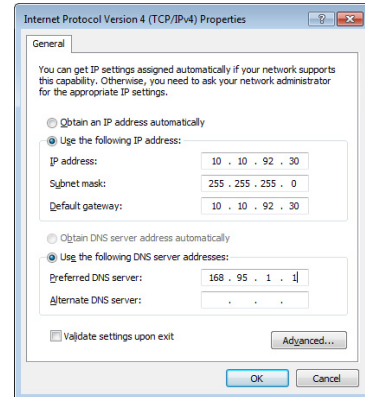 Internet Protocol Version 4 (TCP/IPv4) Properties
General
You can get IP settings assigned automatically if your network supports
this capability. Otherwise, you need to ask your network administrator
for the appropriate IP settings.
Obtain an IP address automatically
Use the following IP address:
IP address: 10 . 10 . 92 . 30
Subnet mask: 255 . 255 . 255 . 0
Default gateway: 10 . 10 . 92 . 30
Obtain DNS server address automatically
Use the following DNS server addresses:
Preferred DNS server: 168 . 95 . 1 . 1
Alternate DNS server: . . .
Validate settings upon exit
Advanced...
OK Cancel